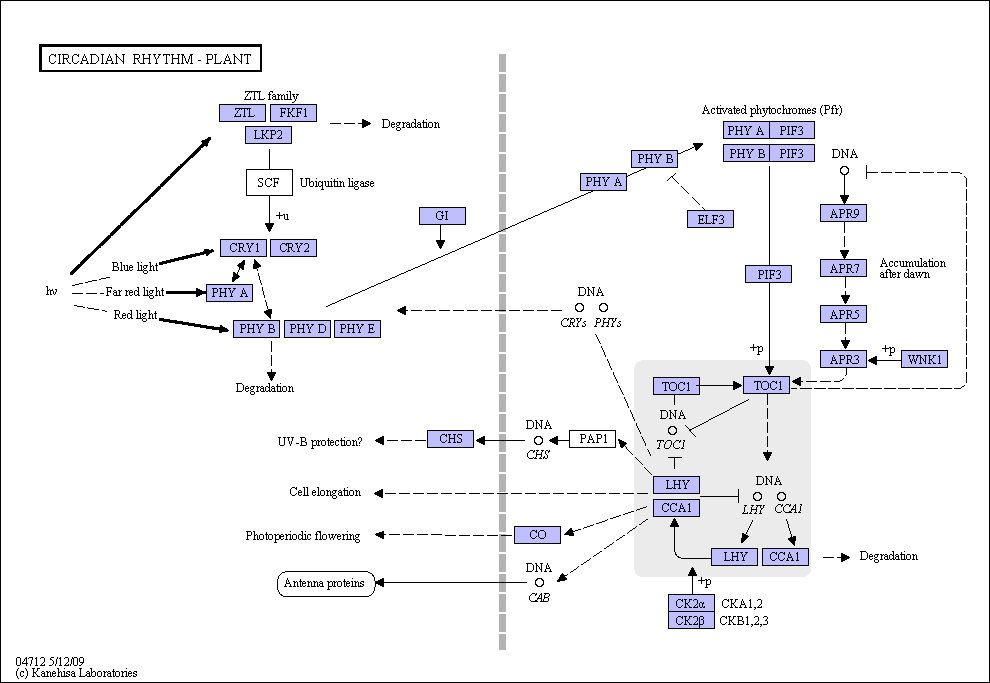 CIRCADIAN RHYTHM - PLANT
ZTL family
ZTL FKF1
LKP2
Degradation
SCF Ubiquitin ligase
+u
GI
CRY1 CRY2
Blue light
hν
Far red light
PHY A
Red light
PHY B PHY D PHY E
Degradation
Activated phytochromes (Pfr)
PHY A PIF3
PHY B PIF3
PHY B
PHY A
ELF3
DNA
APR9
APR7
Accumulation
after dawn
PIF3
APR5
+p
+p
APR3
WNK1
DNA
CRYs PHYs
TOC1
TOC1
DNA
TOC1
UV-B protection?
CHS
DNA
CHS
PAP1
Cell elongation
LHY
CCA1
DNA
LHY CCA1
Photoperiodic flowering
CO
LHY CCA1
Degradation
Antenna proteins
DNA
CAB
+p
CK2α CKA1,2
CK2β CKB1,2,3
04712 5/12/09
(c) Kanehisa Laboratories